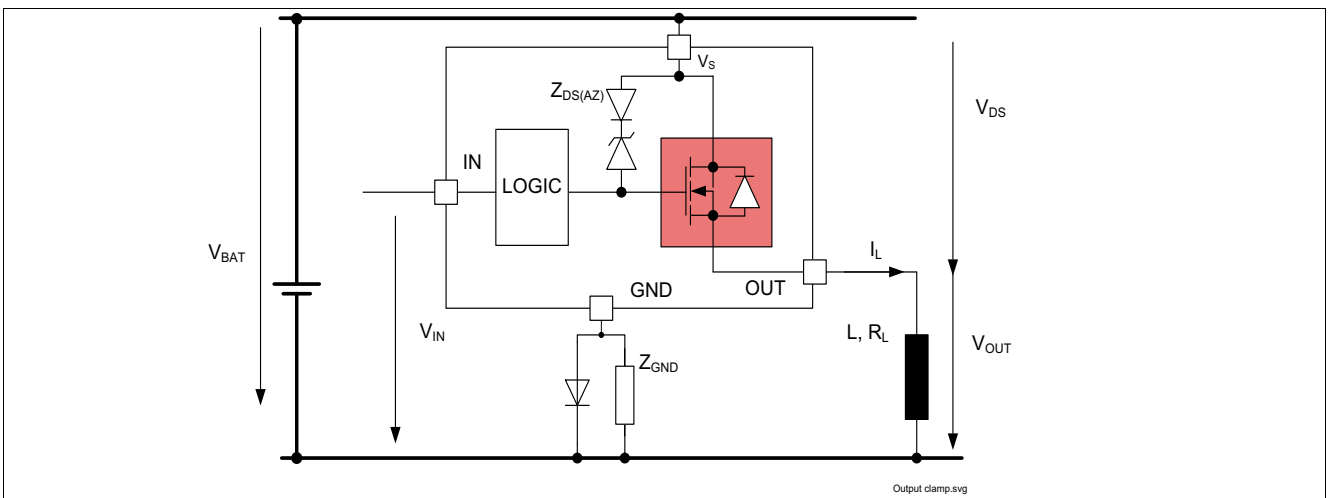 V_S
Z_DS(AZ)
V_DS
IN
LOGIC
V_BAT
I_L
GND
OUT
V_IN
L, R_L
V_OUT
Z_GND
Output clamp.svg